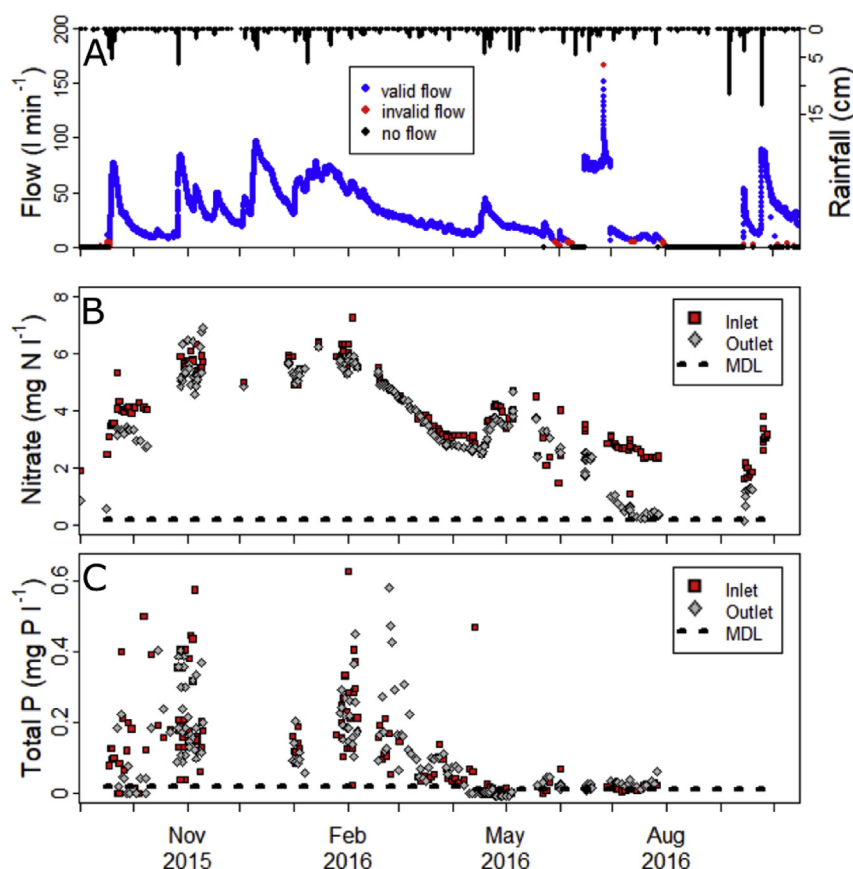 A
Flow (l min⁻¹)
200
150
100
50
0
valid flow
invalid flow
no flow
0
5
15
Rainfall (cm)
B
Nitrate (mg N l⁻¹)
8
6
4
2
0
Inlet
Outlet
MDL
C
Total P (mg P l⁻¹)
0.6
0.4
0.2
0
Inlet
Outlet
MDL
Nov Feb May Aug
2015 2016 2016 2016